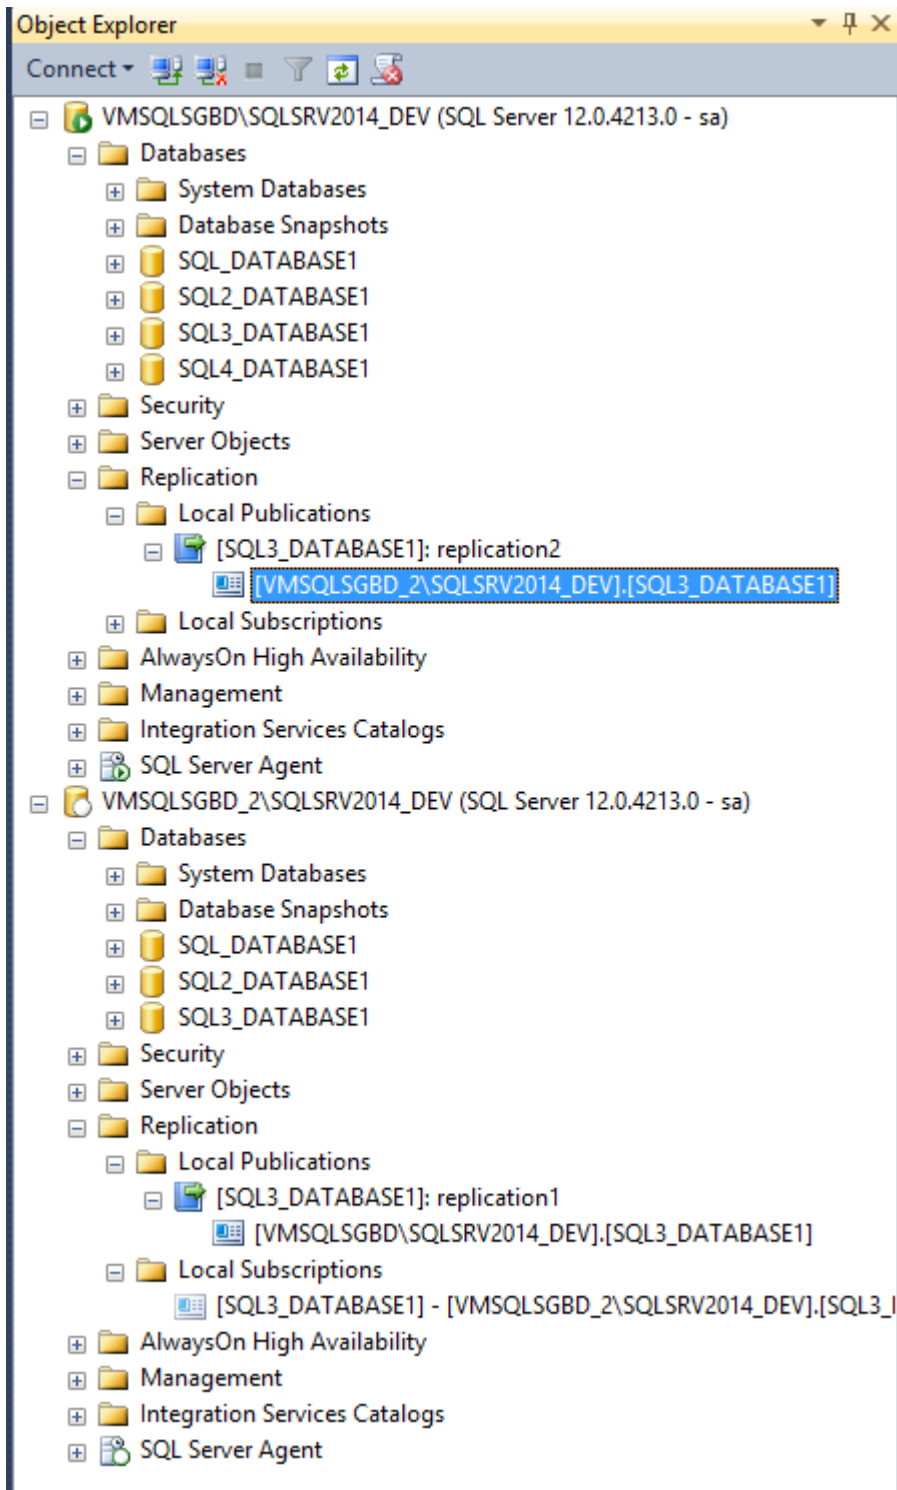 Object Explorer
Connect
VMSQLSGBD\SQLSRV2014_DEV (SQL Server 12.0.4213.0 - sa)
Databases
System Databases
Database Snapshots
SQL_DATABASE1
SQL2_DATABASE1
SQL3_DATABASE1
SQL4_DATABASE1
Security
Server Objects
Replication
Local Publications
[SQL3_DATABASE1]: replication2
[VMSQLSGBD_2\SQLSRV2014_DEV].[SQL3_DATABASE1]
Local Subscriptions
AlwaysOn High Availability
Management
Integration Services Catalogs
SQL Server Agent
VMSQLSGBD_2\SQLSRV2014_DEV (SQL Server 12.0.4213.0 - sa)
Databases
System Databases
Database Snapshots
SQL_DATABASE1
SQL2_DATABASE1
SQL3_DATABASE1
Security
Server Objects
Replication
Local Publications
[SQL3_DATABASE1]: replication1
[VMSQLSGBD\SQLSRV2014_DEV].[SQL3_DATABASE1]
Local Subscriptions
[SQL3_DATABASE1] - [VMSQLSGBD_2\SQLSRV2014_DEV].[SQL3_
AlwaysOn High Availability
Management
Integration Services Catalogs
SQL Server Agent